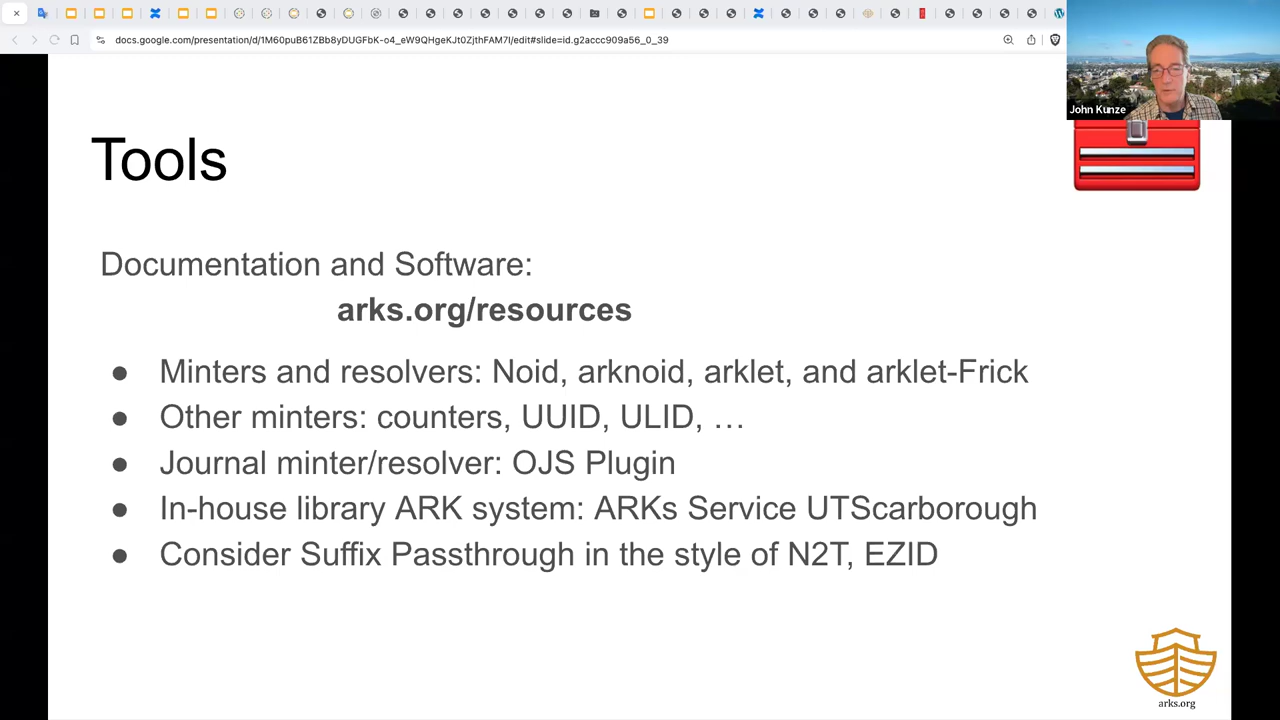 docs.google.com/presentation/d/1M60puB61ZBb8yDUGFbK-o4_eW9QHgeKJt0ZjthFAM7I/edit#slide=id.g2accc909a56_0_39
John Kunze
Tools
Documentation and Software:
arks.org/resources
● Minters and resolvers: Noid, arknoid, arklet, and arklet-Frick
● Other minters: counters, UUID, ULID, …
● Journal minter/resolver: OJS Plugin
● In-house library ARK system: ARKs Service UTScarborough
● Consider Suffix Passthrough in the style of N2T, EZID
arks.org